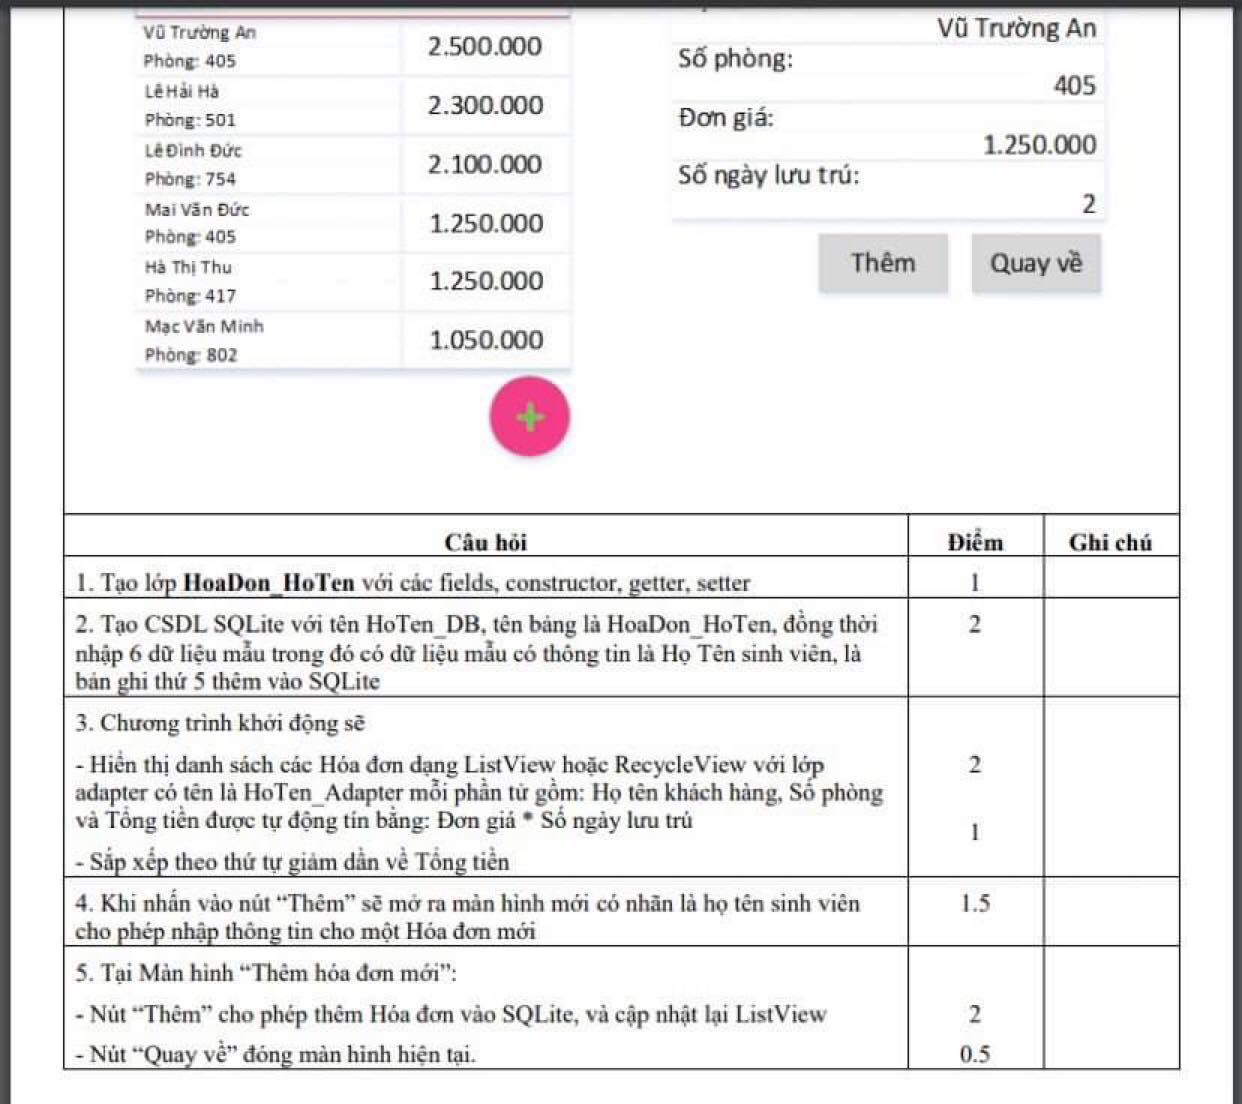 Vũ Trường An
Phòng: 405
2.500.000
Lê Hải Hà
Phòng: 501
2.300.000
Lê Đình Đức
Phòng: 754
2.100.000
Mai Văn Đức
Phòng: 405
1.250.000
Hà Thị Thu
Phòng: 417
1.250.000
Mạc Văn Minh
Phòng: 802
1.050.000
+
Vũ Trường An
Số phòng:
405
Đơn giá:
1.250.000
Số ngày lưu trú:
2
Thêm Quay về
Câu hỏi Điểm Ghi chú
1. Tạo lớp HoaDon_HoTen với các fields, constructor, getter, setter 1
2. Tạo CSDL SQLite với tên HoTen_DB, tên bảng là HoaDon_HoTen, đồng thời 2
nhập 6 dữ liệu mẫu trong đó có dữ liệu mẫu có thông tin là Họ Tên sinh viên, là
bản ghi thứ 5 thêm vào SQLite
3. Chương trình khởi động sẽ
- Hiển thị danh sách các Hóa đơn dạng ListView hoặc RecycleView với lớp 2
adapter có tên là HoTen_Adapter mỗi phần tử gồm: Họ tên khách hàng, Số phòng
và Tổng tiền được tự động tín bằng: Đơn giá * Số ngày lưu trú
1
- Sắp xếp theo thứ tự giảm dần về Tổng tiền
4. Khi nhấn vào nút “Thêm” sẽ mở ra màn hình mới có nhãn là họ tên sinh viên 1.5
cho phép nhập thông tin cho một Hóa đơn mới
5. Tại Màn hình “Thêm hóa đơn mới”:
- Nút “Thêm” cho phép thêm Hóa đơn vào SQLite, và cập nhật lại ListView 2
- Nút “Quay về” đóng màn hình hiện tại. 0.5